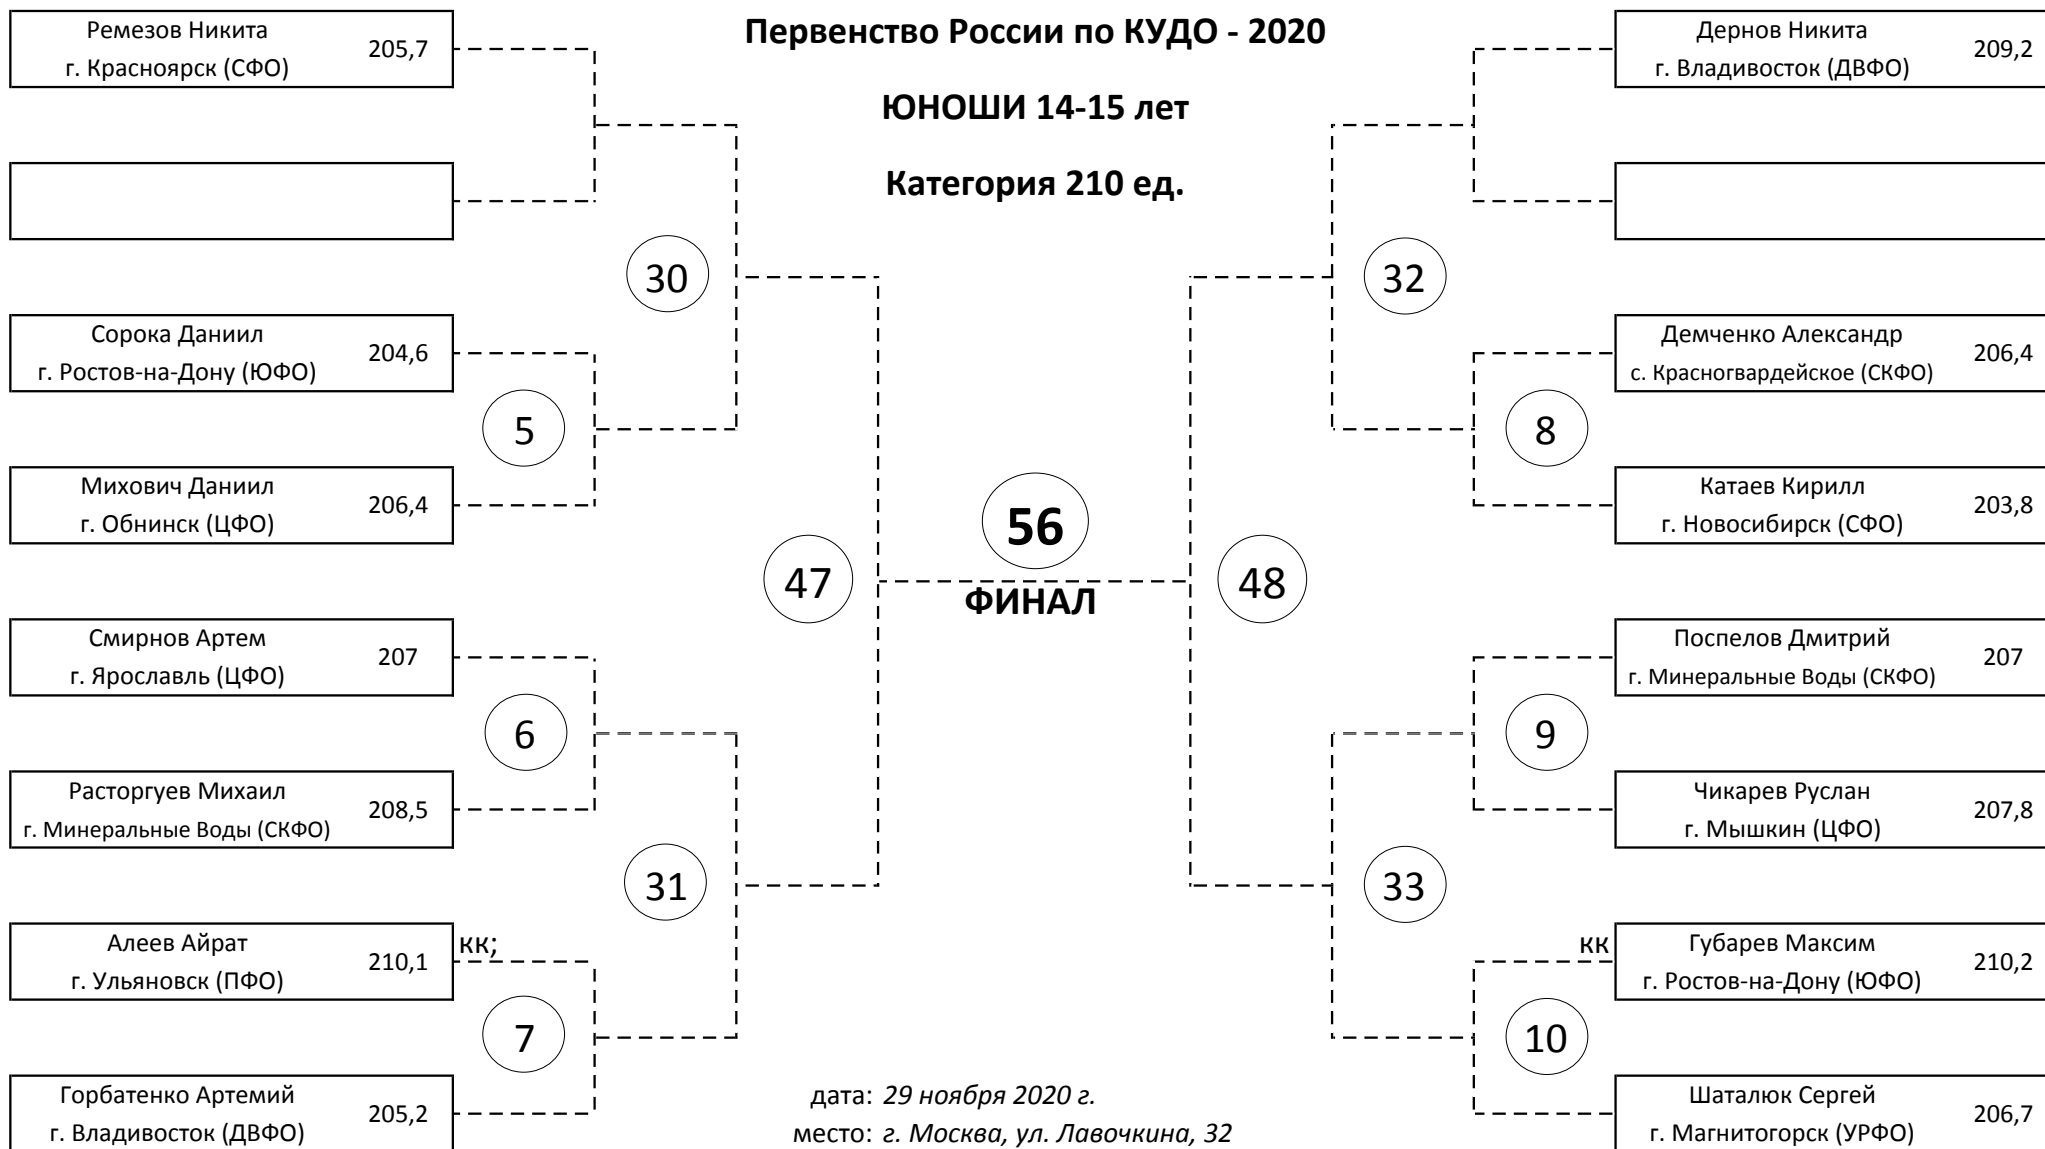 Первенство России по КУДО - 2020
ЮНОШИ 14-15 лет
Категория 210 ед.
Ремезов Никита
г. Красноярск (СФО)
205,7
Сорока Даниил
г. Ростов-на-Дону (ЮФО)
204,6
Михович Даниил
г. Обнинск (ЦФО)
206,4
Смирнов Артем
г. Ярославль (ЦФО)
207
Расторгуев Михаил
г. Минеральные Воды (СКФО)
208,5
Алеев Айрат
г. Ульяновск (ПФО)
210,1
кк;
Горбатенко Артемий
г. Владивосток (ДВФО)
205,2
30
5
6
31
7
47
56
ФИНАЛ
48
32
8
9
33
10
Дернов Никита
г. Владивосток (ДВФО)
209,2
Демченко Александр
с. Красногвардейское (СКФО)
206,4
Катаев Кирилл
г. Новосибирск (СФО)
203,8
Поспелов Дмитрий
г. Минеральные Воды (СКФО)
207
Чикарев Руслан
г. Мышкин (ЦФО)
207,8
кк
Губарев Максим
г. Ростов-на-Дону (ЮФО)
210,2
Шаталюк Сергей
г. Магнитогорск (УРФО)
206,7
дата: 29 ноября 2020 г.
место: г. Москва, ул. Лавочкина, 32